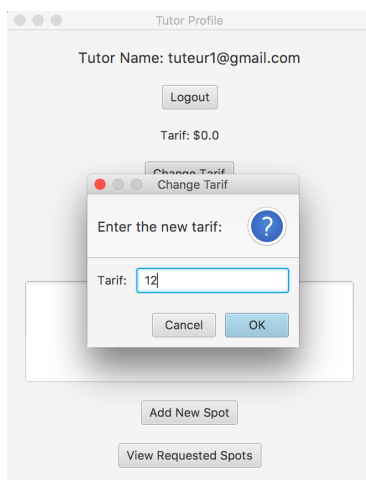 Tutor Profile
Tutor Name: tuteur1@gmail.com
Logout
Tarif: $0.0
Change Tarif
Change Tarif
Enter the new tarif:
?
Tarif: 12
Cancel OK
Add New Spot
View Requested Spots